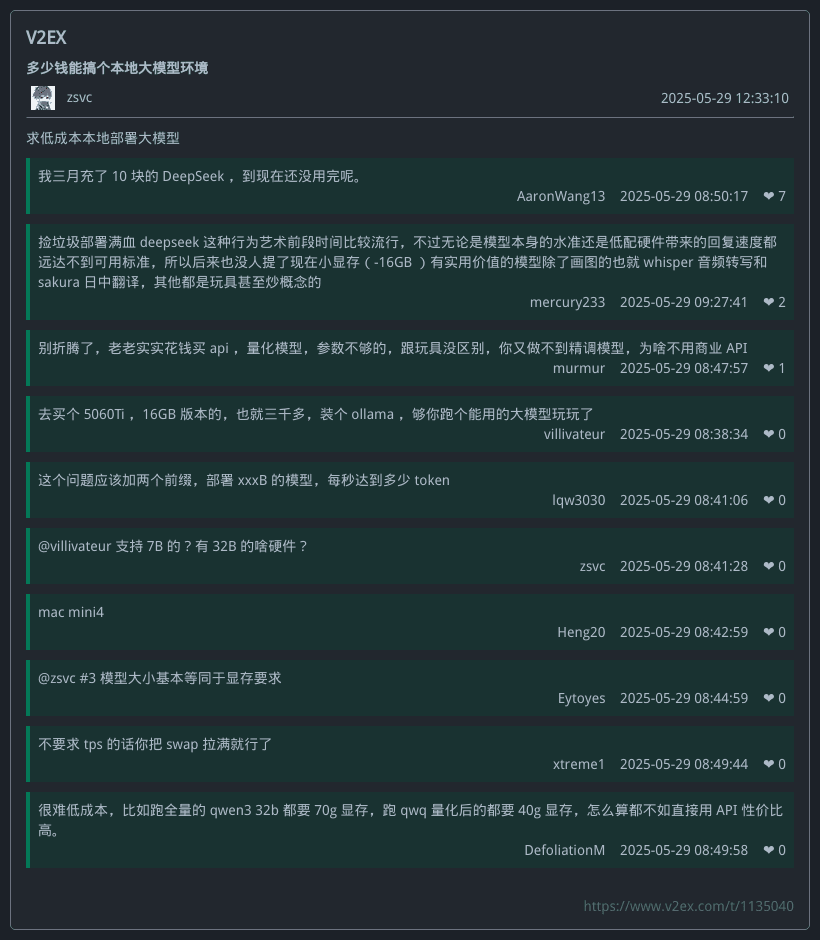 V2EX
多少钱能搞个本地大模型环境
zsvc
2025-05-29 12:33:10
求低成本本地部署大模型
我三月充了 10 块的 DeepSeek ，到现在还没用完呢。
AaronWang13 2025-05-29 08:50:17 ❤ 7
捡垃圾部署满血 deepseek 这种行为艺术前段时间比较流行，不过无论是模型本身的水准还是低配硬件带来的回复速度都
远达不到可用标准，所以后来也没人提了现在小显存（ -16GB ）有实用价值的模型除了画图的也就 whisper 音频转写和
sakura 日中翻译，其他都是玩具甚至炒概念的
mercury233 2025-05-29 09:27:41 ❤ 2
别折腾了，老老实实花钱买 api ，量化模型，参数不够的，跟玩具没区别，你又做不到精调模型，为啥不用商业 API
murmur 2025-05-29 08:47:57 ❤ 1
去买个 5060Ti ，16GB 版本的，也就三千多，装个 ollama ，够你跑个能用的大模型玩玩了
villivateur 2025-05-29 08:38:34 ❤ 0
这个问题应该加两个前缀，部署 xxxB 的模型，每秒达到多少 token
lqw3030 2025-05-29 08:41:06 ❤ 0
@villivateur 支持 7B 的？有 32B 的啥硬件？
zsvc 2025-05-29 08:41:28 ❤ 0
mac mini4
Heng20 2025-05-29 08:42:59 ❤ 0
@zsvc #3 模型大小基本等同于显存要求
Eytoyes 2025-05-29 08:44:59 ❤ 0
不要求 tps 的话你把 swap 拉满就行了
xtreme1 2025-05-29 08:49:44 ❤ 0
很难低成本，比如跑全量的 qwen3 32b 都要 70g 显存，跑 qwq 量化后的都要 40g 显存，怎么算都不如直接用 API 性价比
高。
DefoliationM 2025-05-29 08:49:58 ❤ 0
https://www.v2ex.com/t/1135040